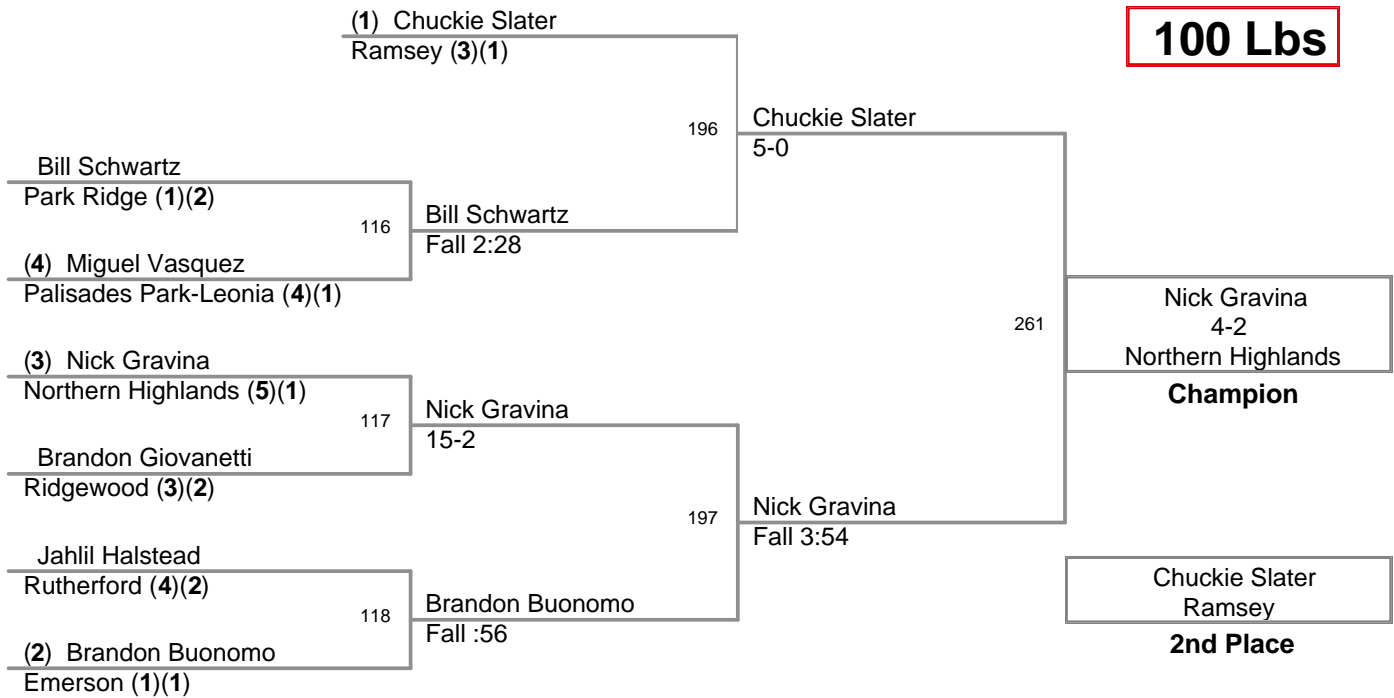 (1) Chuckie Slater
Ramsey (3)(1)
100 Lbs
196
Chuckie Slater
5-0
Bill Schwartz
Park Ridge (1)(2)
116
Bill Schwartz
Fall 2:28
(4) Miguel Vasquez
Palisades Park-Leonia (4)(1)
261
Nick Gravina
4-2
Northern Highlands
Champion
(3) Nick Gravina
Northern Highlands (5)(1)
117
Nick Gravina
15-2
Brandon Giovanetti
Ridgewood (3)(2)
197
Nick Gravina
Fall 3:54
Jahlil Halstead
Rutherford (4)(2)
118
Brandon Buonomo
Fall :56
(2) Brandon Buonomo
Emerson (1)(1)
Chuckie Slater
Ramsey
2nd Place